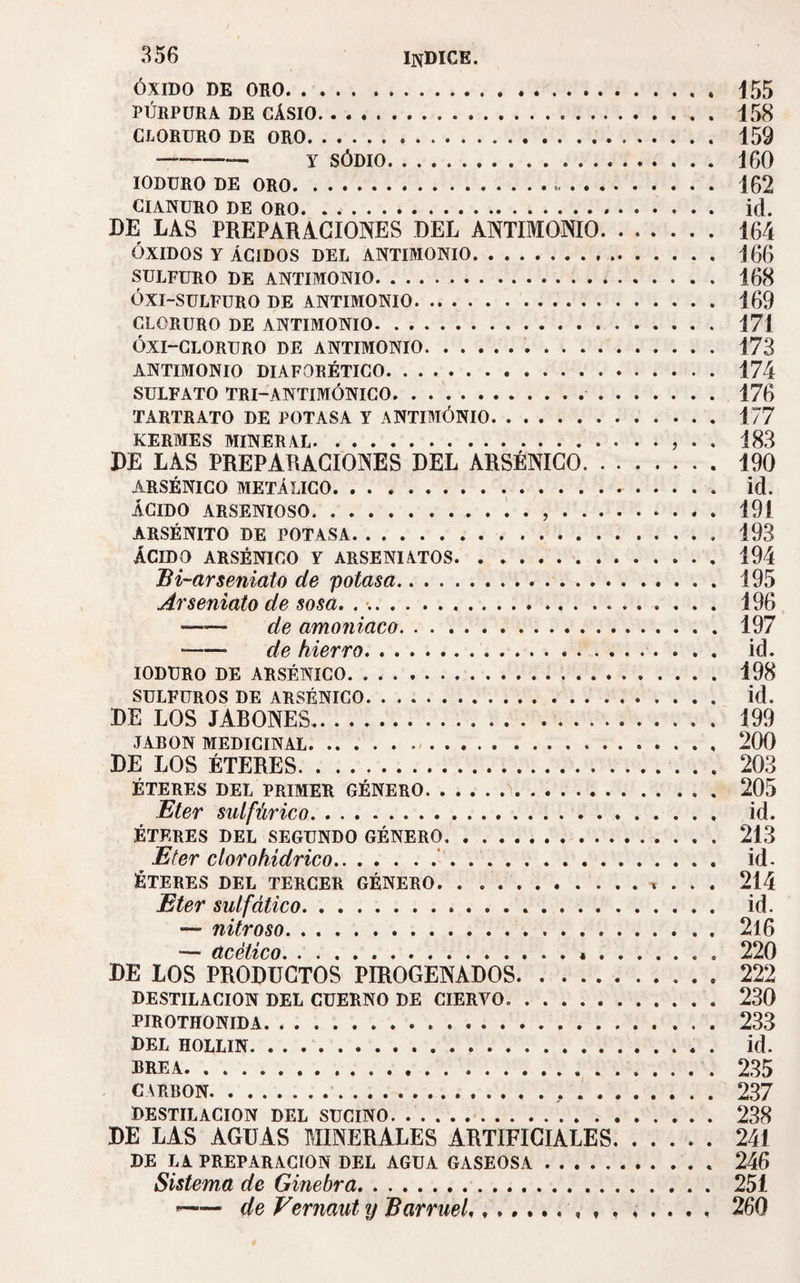 356 INDICE.
ÓXIDO DE ORO. . . . . . . . . . . . . . . . . . . . . . . . 155
PÚRPURA DE CÁSIO. . . . . . . . . . . . . . . . . . . . . . 158
CLORURO DE ORO. . . . . . . . . . . . . . . . . . . . . . . 159
——— Y SÓDIO. . . . . . . . . . . . . . . . . . . . 160
IODURO DE ORO. . . . . . . . . . . . . . . . . . . . . . . 162
CIANURO DE ORO. . . . . . . . . . . . . . . . . . . . . . . id.
DE LAS PREPARACIONES DEL ANTIMONIO. . . . . . . 164
ÓXIDOS Y ÁCIDOS DEL ANTIMONIO. . . . . . . . . . . . . . 166
SULFURO DE ANTIMONIO. . . . . . . . . . . . . . . . . . . 168
ÓXI-SULFURO DE ANTIMONIO. . . . . . . . . . . . . . . . . 169
CLORURO DE ANTIMONIO. . . . . . . . . . . . . . . . . . . 171
ÓXI-CLORURO DE ANTIMONIO. . . . . . . . . . . . . . . . . 173
ANTIMONIO DIAFORÉTICO. . . . . . . . . . . . . . . . . . . 174
SULFATO TRI-ANTIMÓNICO. . . . . . . . . . . . . . . . . . 176
TARTRATO DE POTASA Y ANTIMÓNIO. . . . . . . . . . . . . 177
KERMES MINERAL. . . . . . . . . . . . . . . . . . . . . . 183
DE LAS PREPARACIONES DEL ARSÉNICO. . . . . . . . 190
ARSÉNICO METÁLICO. . . . . . . . . . . . . . . . . . . . . id.
ÁCIDO ARSENIOSO. . . . . . . . . . . . . . . . . . . . . . 191
ARSÉNITO DE POTASA. . . . . . . . . . . . . . . . . . . . 193
ÁCIDO ARSÉNICO Y ARSENIATOS. . . . . . . . . . . . . . . 194
Bi-arseniato de potasa. . . . . . . . . . . . . . . . . . . . 195
Arseniato de sosa. . . . . . . . . . . . . . . . . . . . . . 196
—— de amoniaco. . . . . . . . . . . . . . . . . . . . 197
—— de hierro. . . . . . . . . . . . . . . . . . . . . . id.
IODURO DE ARSÉNICO. . . . . . . . . . . . . . . . . . . . 198
SULFUROS DE ARSÉNICO. . . . . . . . . . . . . . . . . . . id.
DE LOS JABONES. . . . . . . . . . . . . . . . . . . . . . 199
JABON MEDICINAL. . . . . . . . . . . . . . . . . . . . . . 200
DE LOS ÉTERES. . . . . . . . . . . . . . . . . . . . . . . 203
ÉTERES DEL PRIMER GÉNERO. . . . . . . . . . . . . . . . . 205
Eter sulfúrico. . . . . . . . . . . . . . . . . . . . . . . . id.
ÉTERES DEL SEGUNDO GÉNERO. . . . . . . . . . . . . . . . 213
Eter clorohídrico. . . . . . . . . . . . . . . . . . . . . . id.
ÉTERES DEL TERCER GÉNERO. . . . . . . . . . . . . . . . . 214
Eter sulfático. . . . . . . . . . . . . . . . . . . . . . . . id.
— nitroso. . . . . . . . . . . . . . . . . . . . . . . . . 216
— acético. . . . . . . . . . . . . . . . . . . . . . . . . 220
DE LOS PRODUCTOS PIROGENADOS. . . . . . . . . . . 222
DESTILACION DEL CUERNO DE CIERVO. . . . . . . . . . . . 230
PIROTHONIDA. . . . . . . . . . . . . . . . . . . . . . . . 233
DEL HOLLIN. . . . . . . . . . . . . . . . . . . . . . . . . id.
BREA. . . . . . . . . . . . . . . . . . . . . . . . . . . . 235
CARBON. . . . . . . . . . . . . . . . . . . . . . . . . . . 237
DESTILACION DEL SUCINO. . . . . . . . . . . . . . . . . . 238
DE LAS AGUAS MINERALES ARTIFICIALES. . . . . . 241
DE LA PREPARACION DEL AGUA GASEOSA . . . . . . . . . . . 246
Sistema de Ginebra. . . . . . . . . . . . . . . . . . . . . 251
—— de Vernaut y Barruel. . . . . . . . . . . . . . . . 260